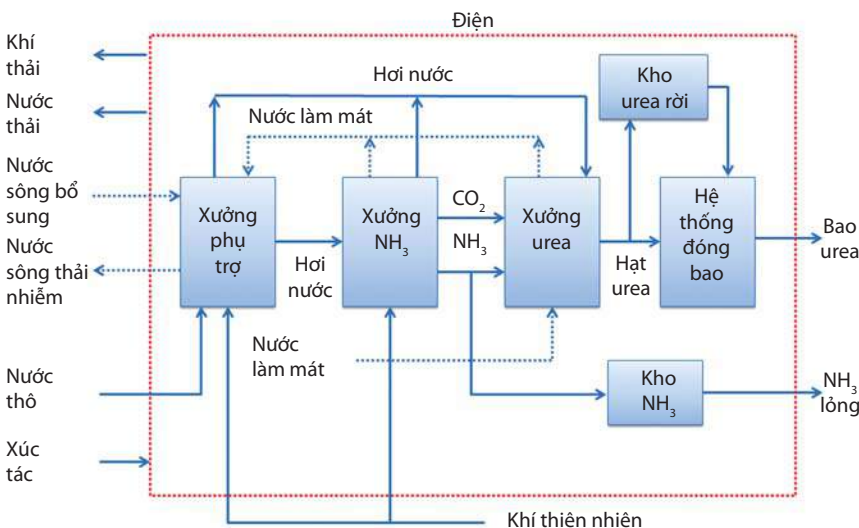 Điện
Khí
thải
Nước
thải
Nước
sông bổ
sung
Nước
sông thải
nhiễm
Nước
thô
Xúc
tác
Hơi nước
Nước làm mát
Kho
urea rời
Xưởng
phụ
trợ
Hơi
nước
Xưởng
NH₃
CO₂
NH₃
Xưởng
urea
Hạt
urea
Hệ
thống
đóng
bao
Bao
urea
Nước
làm mát
Kho
NH₃
NH₃
lỏng
Khí thiên nhiên